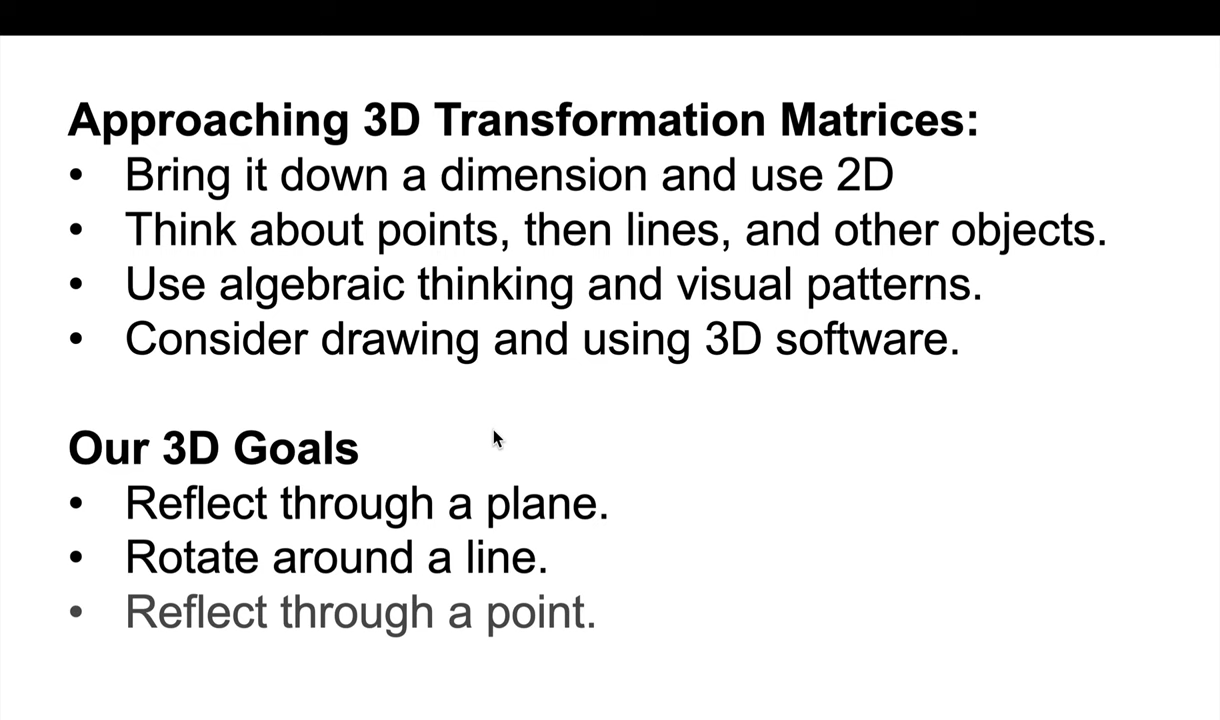 Approaching 3D Transformation Matrices:
• Bring it down a dimension and use 2D
• Think about points, then lines, and other objects.
• Use algebraic thinking and visual patterns.
• Consider drawing and using 3D software.
Our 3D Goals
• Reflect through a plane.
• Rotate around a line.
• Reflect through a point.